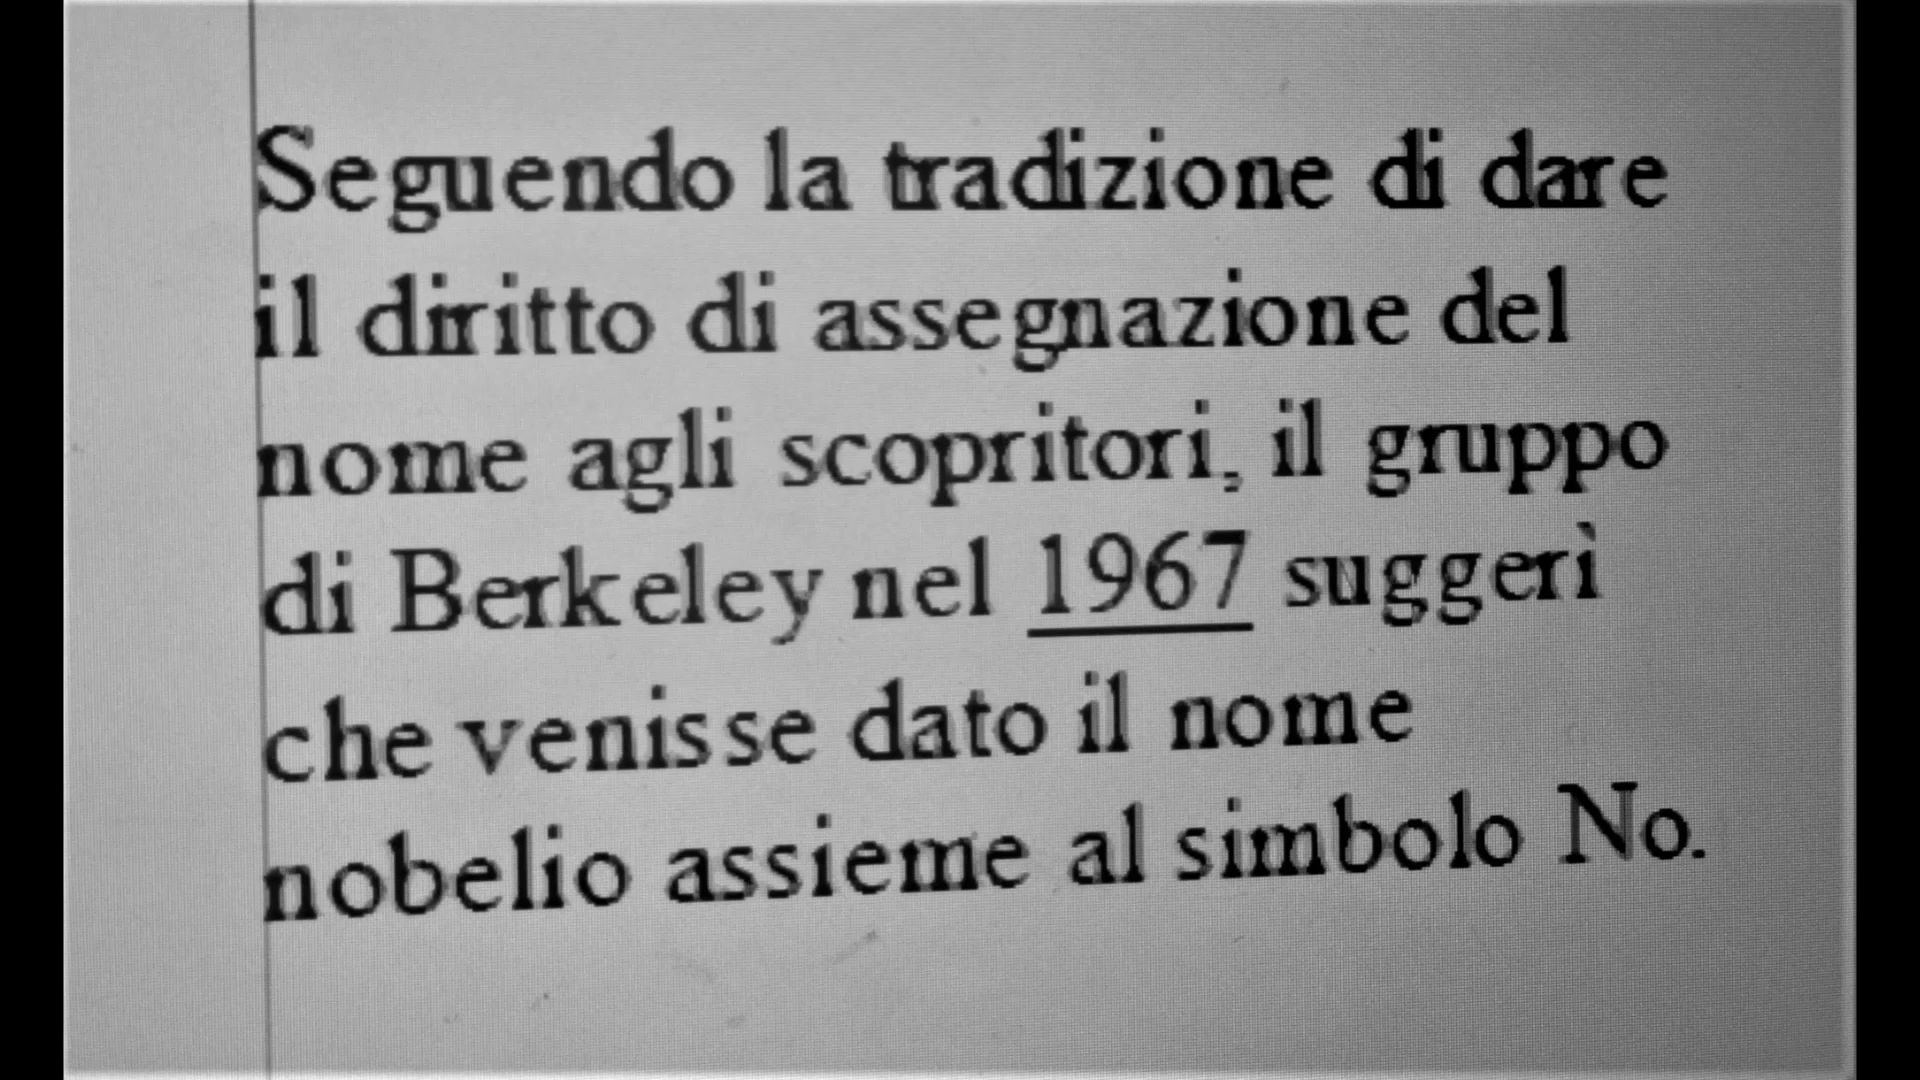 Seguendo la tradizione di dare
il diritto di assegnazione del
nome agli scopritori, il gruppo
di Berkeley nel 1967 suggerì
che venisse dato il nome
nobelio assieme al simbolo No.